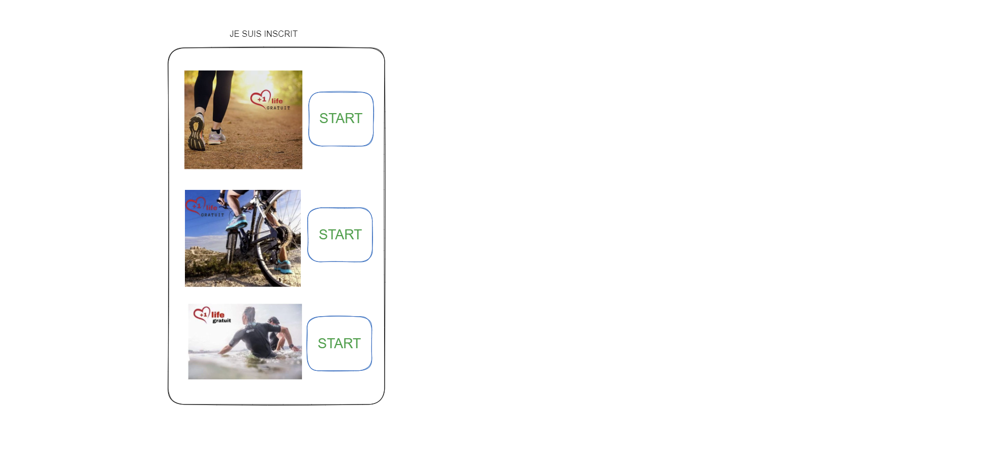 JE SUIS INSCRIT
+1 life
GRATUIT
START
+1 life
GRATUIT
START
+1 life
gratuit
START